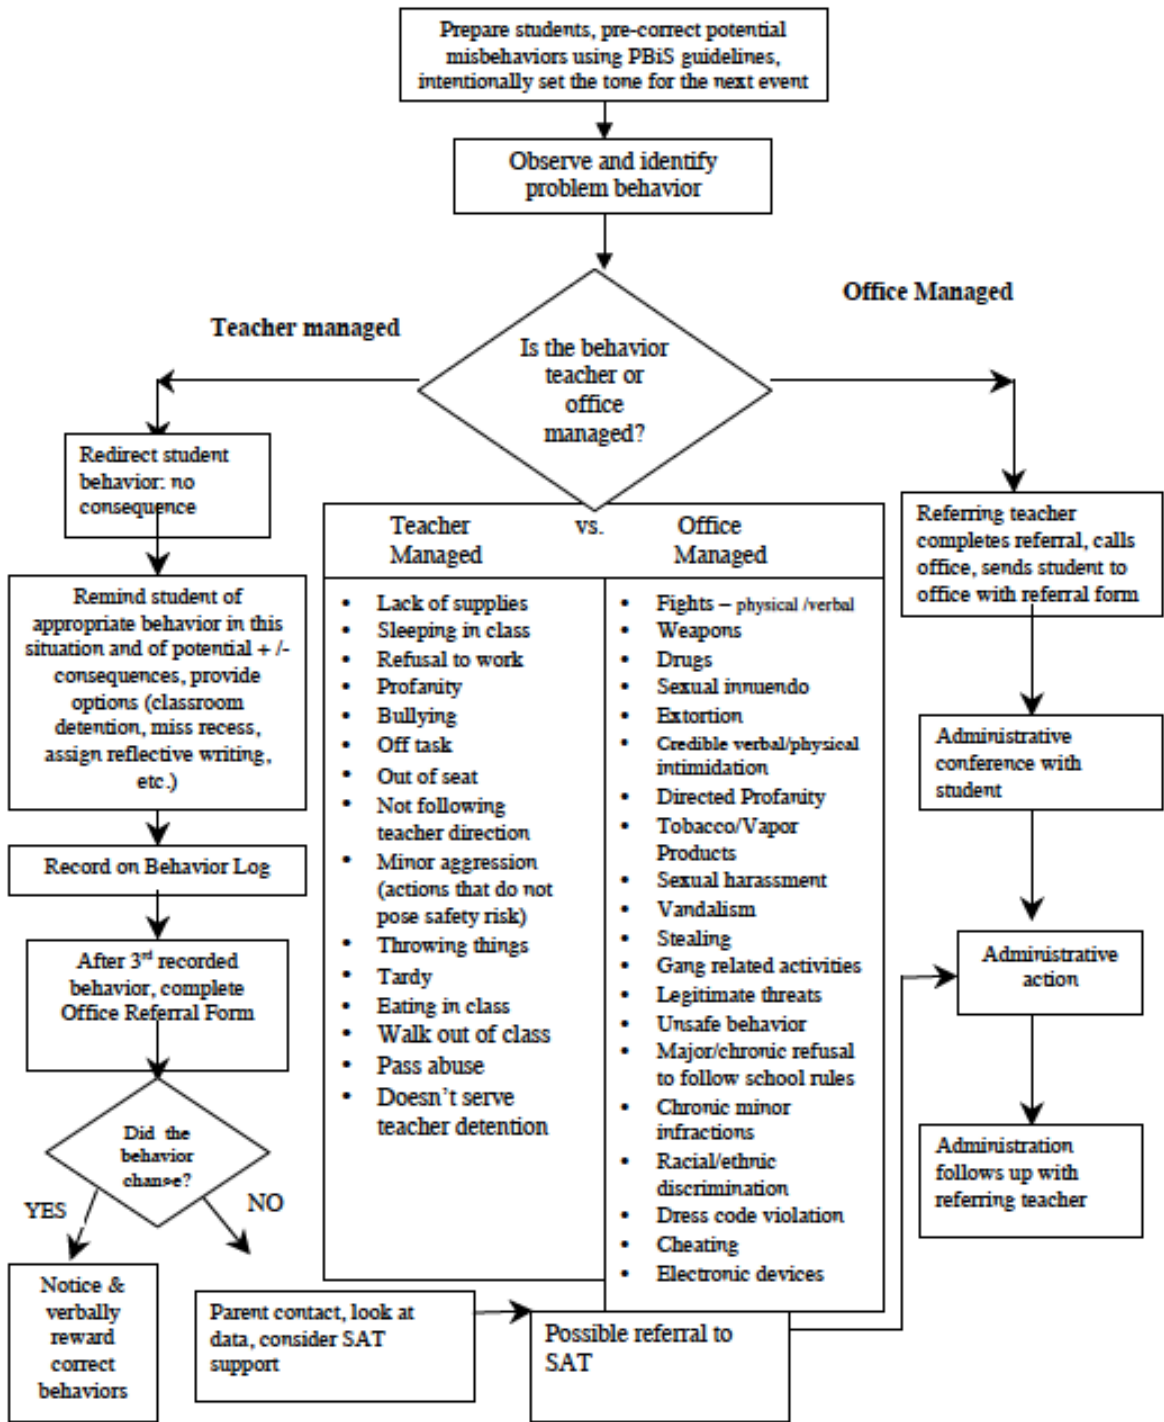 Prepare students, pre-correct potential
misbehaviors using PBiS guidelines,
intentionally set the tone for the next event
Observe and identify
problem behavior
Office Managed
Teacher managed
Is the behavior
teacher or
office
managed?
Redirect student
behavior: no
consequence
Remind student of
appropriate behavior in this
situation and of potential + /-
consequences, provide
options (classroom
detention, miss recess,
assign reflective writing,
etc.)
Record on Behavior Log
After 3rd recorded
behavior, complete
Office Referral Form
Did the
behavior
change?
YES
NO
Notice &
verbally
reward
correct
behaviors
Parent contact, look at
data, consider SAT
support
Possible referral to
SAT
Teacher vs. Office
Managed Managed
• Lack of supplies
• Sleeping in class
• Refusal to work
• Profanity
• Bullying
• Off task
• Out of seat
• Not following
teacher direction
• Minor aggression
(actions that do not
pose safety risk)
• Throwing things
• Tardy
• Eating in class
• Walk out of class
• Pass abuse
• Doesn't serve
teacher detention
• Fights – physical /verbal
• Weapons
• Drugs
• Sexual innuendo
• Extortion
• Credible verbal/physical
intimidation
• Directed Profanity
• Tobacco/Vapor
Products
• Sexual harassment
• Vandalism
• Stealing
• Gang related activities
• Legitimate threats
• Unsafe behavior
• Major/chronic refusal
to follow school rules
• Chronic minor
infractions
• Racial/ethnic
discrimination
• Dress code violation
• Cheating
• Electronic devices
Referring teacher
completes referral, calls
office, sends student to
office with referral form
Administrative
conference with
student
Administrative
action
Administration
follows up with
referring teacher